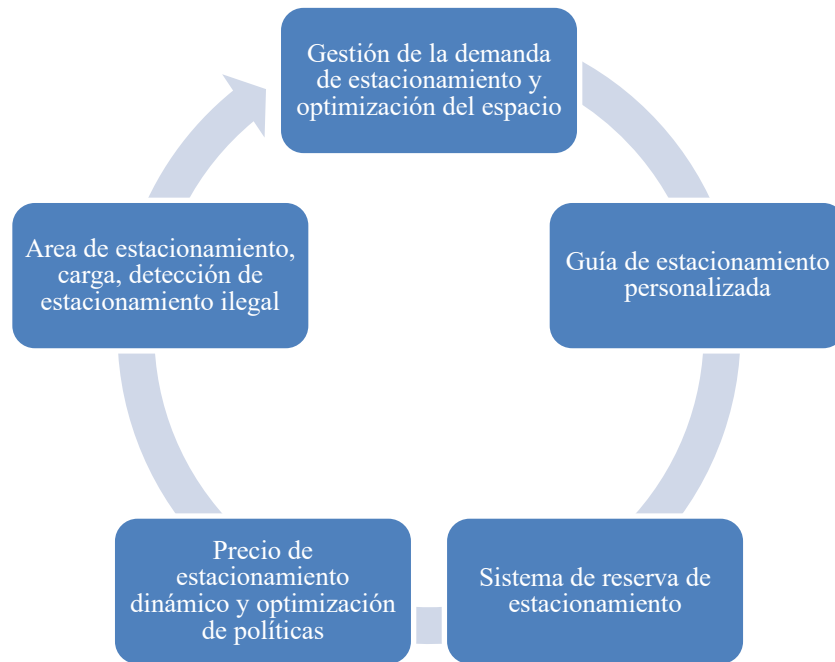 Gestión de la demanda
de estacionamiento y
optimización del espacio
Guía de estacionamiento
personalizada
Sistema de reserva de
estacionamiento
Precio de
estacionamiento
dinámico y optimización
de políticas
Area de estacionamiento,
carga, detección de
estacionamiento ilegal